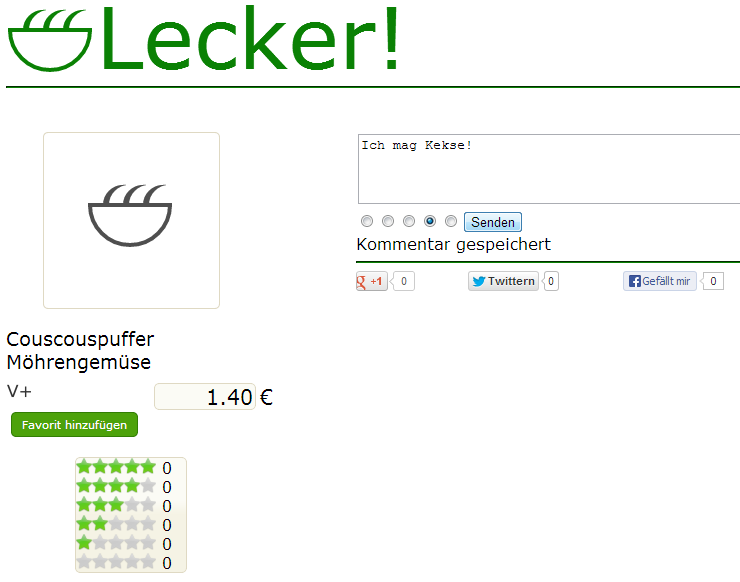 Lecker!
Ich mag Kekse!
Senden
Kommentar gespeichert
+1 0 Twittern 0 Gefällt mir 0
Couscouspuffer
Möhrengemüse
V+
1.40 €
Favorit hinzufügen
0
0
0
0
0
0